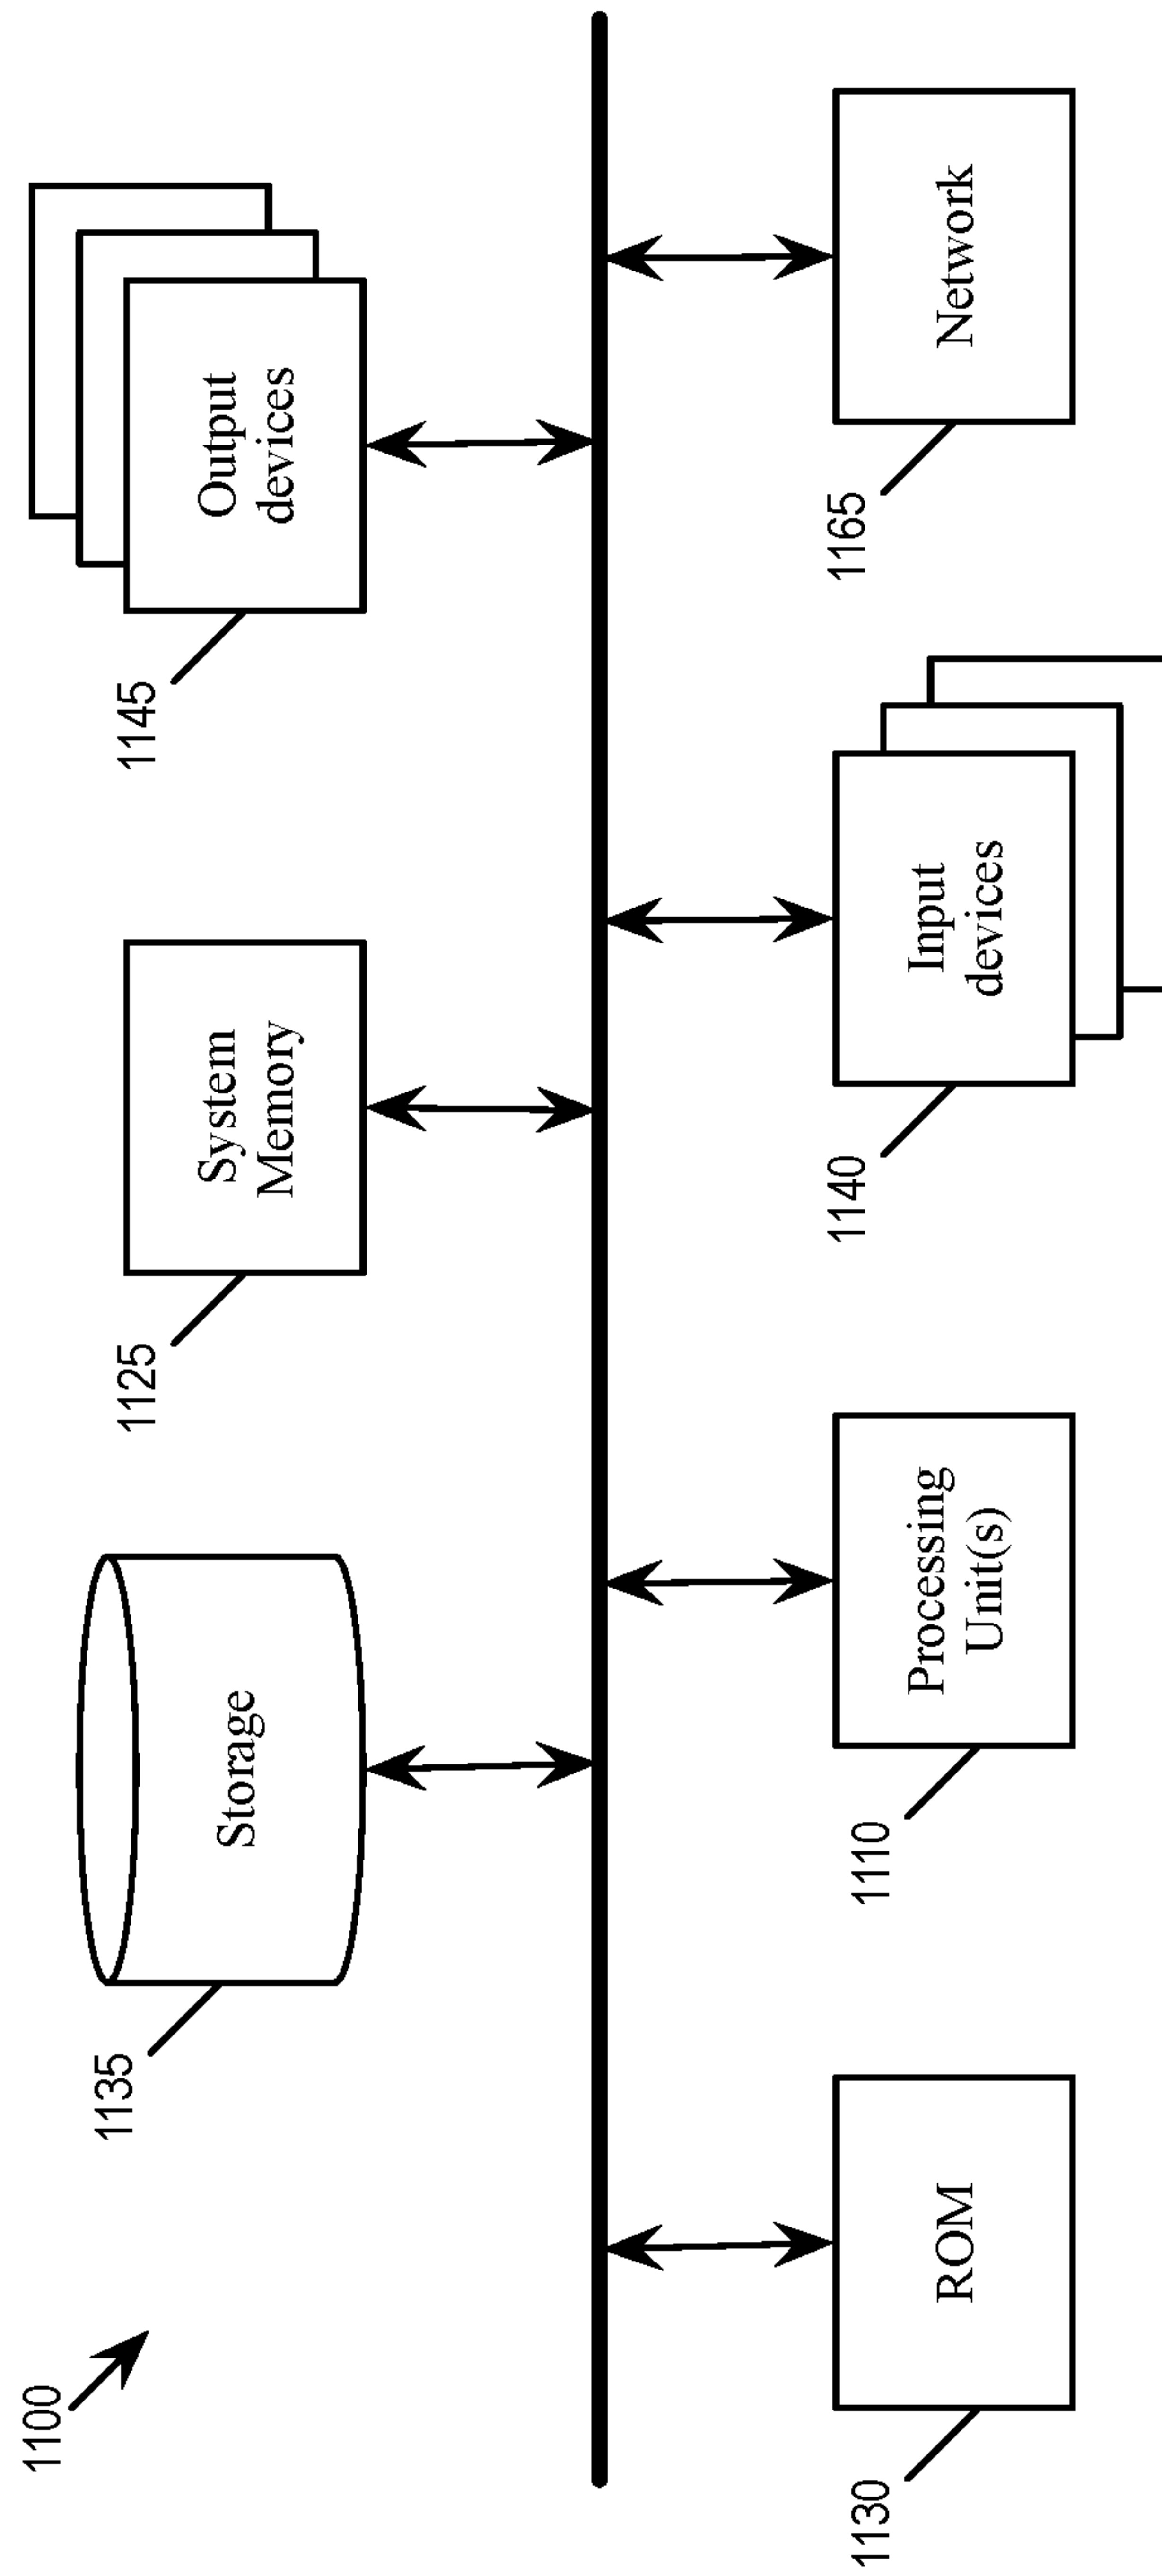 1100
1135
Storage
1125
System
Memory
1145
Output
devices
1130
ROM
1110
Processing
Unit(s)
1140
Input
devices
1165
Network